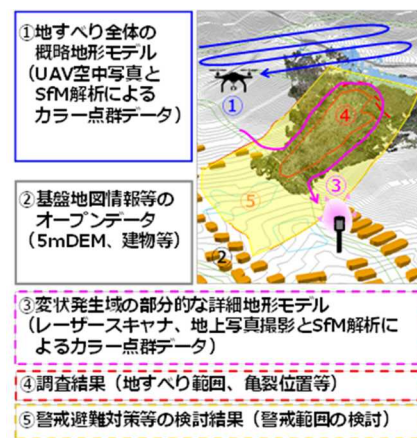 ①地すべり全体の
概略地形モデル
(UAV空中写真と
SfM解析による
カラー点群データ)
②基盤地図情報等の
オープンデータ
(5mDEM、建物等)
①
④
③
⑤
②
③変状発生域の部分的な詳細地形モデル
(レーザースキャナ、地上写真撮影とSfM解析に
よるカラー点群データ)
④調査結果(地すべり範囲、亀裂位置等)
⑤警戒避難対策等の検討結果(警戒範囲の検討)